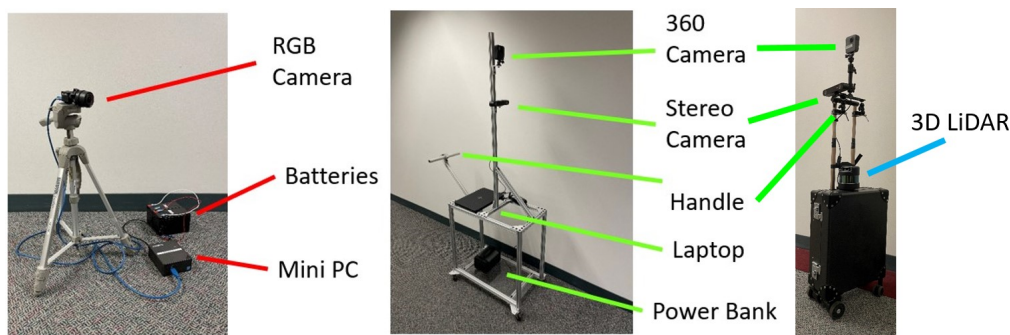 RGB
Camera
Batteries
Mini PC
360
Camera
Stereo
Camera
Handle
Laptop
Power Bank
3D LiDAR